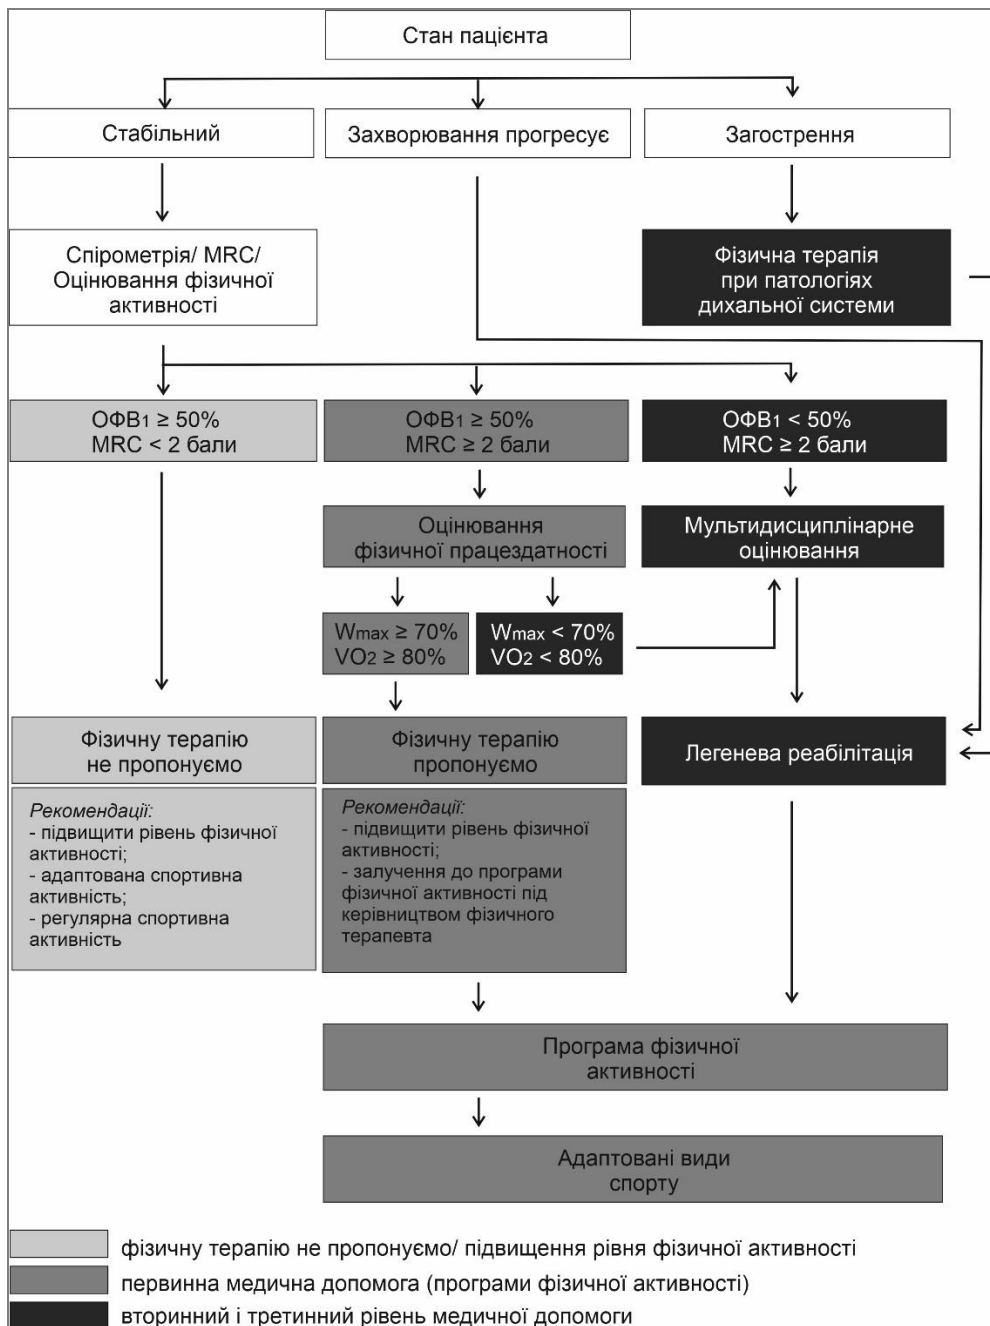 Стан пацієнта
Стабільний
Захворювання прогресує
Загострення
Спірометрія/ MRC/
Оцінювання фізичної
активності
Фізична терапія
при патологіях
дихальної системи
ОФВ1 ≥ 50%
MRC < 2 бали
ОФВ1 ≥ 50%
MRC ≥ 2 бали
ОФВ1 < 50%
MRC ≥ 2 бали
Оцінювання
фізичної працездатності
Мультидисциплінарне
оцінювання
Wmax ≥ 70%
VO2 ≥ 80%
Wmax < 70%
VO2 < 80%
Фізичну терапію
не пропонуємо
Фізичну терапію
пропонуємо
Легенева реабілітація
Рекомендації:
- підвищити рівень фізичної
активності;
- адаптована спортивна
активність;
- регулярна спортивна
активність
Рекомендації:
- підвищити рівень фізичної
активності;
- залучення до програми
фізичної активності під
керівництвом фізичного
терапевта
Програма фізичної
активності
Адаптовані види
спорту
фізичну терапію не пропонуємо/ підвищення рівня фізичної активності
первинна медична допомога (програми фізичної активності)
вторинний і третинний рівень медичної допомоги